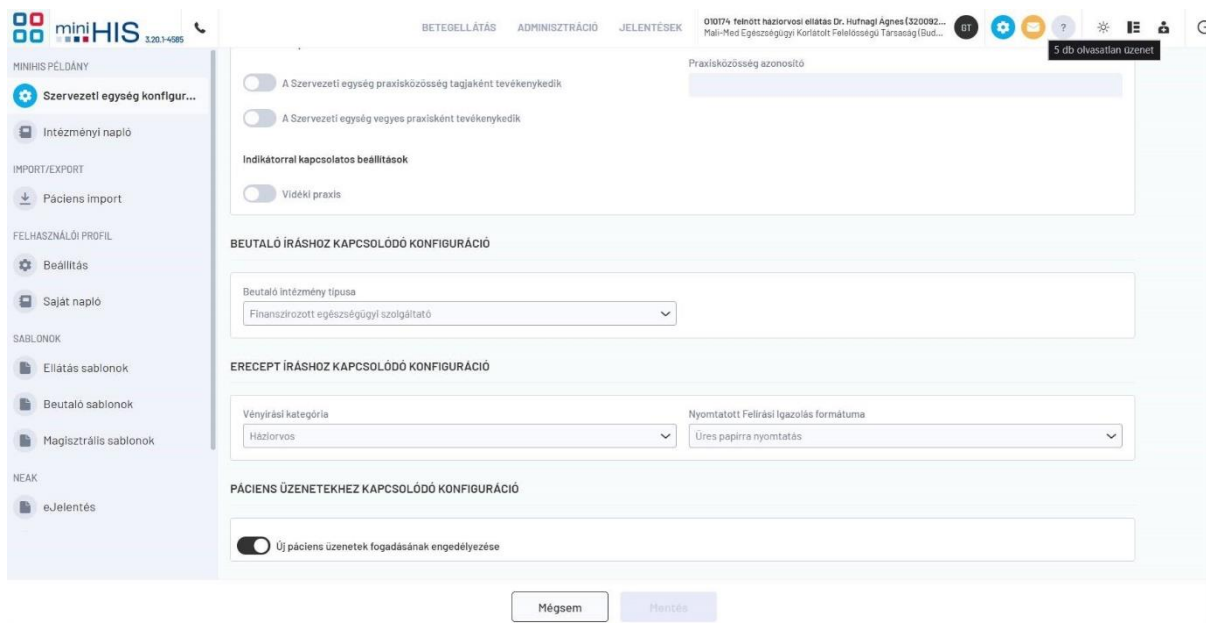 miniHIS 3.20.1-4585
BETEGELLÁTÁS ADMINISZTRÁCIÓ JELENTÉSEK
010174 felnőtt háziorvosi ellátás Dr. Hufnagl Ágnes (320092...
Mali-Med Egészségügyi Korlátolt Felelősségű Társaság (Bud...
GT
?
5 db olvasatlan üzenet
MINIHIS PÉLDÁNY
Szervezeti egység konfigur...
Intézményi napló
IMPORT/EXPORT
Páciens import
FELHASZNÁLÓI PROFIL
Beállítás
Saját napló
SABLONOK
Ellátás sablonok
Beutaló sablonok
Magisztrális sablonok
NEAK
eJelentés
A Szervezeti egység praxisközösség tagjaként tevékenykedik
Praxisközösség azonosító
A Szervezeti egység vegyes praxisként tevékenykedik
Indikátorral kapcsolatos beállítások
Vidéki praxis
BEUTALÓ ÍRÁSHOZ KAPCSOLÓDÓ KONFIGURÁCIÓ
Beutaló intézmény típusa
Finanszírozott egészségügyi szolgáltató
ERECEPT ÍRÁSHOZ KAPCSOLÓDÓ KONFIGURÁCIÓ
Vényírási kategória
Háziorvos
Nyomtatott Felírási Igazolás formátuma
Üres papírra nyomtatás
PÁCIENS ÜZENETEKHEZ KAPCSOLÓDÓ KONFIGURÁCIÓ
Új páciens üzenetek fogadásának engedélyezése
Mégsem
Mentés